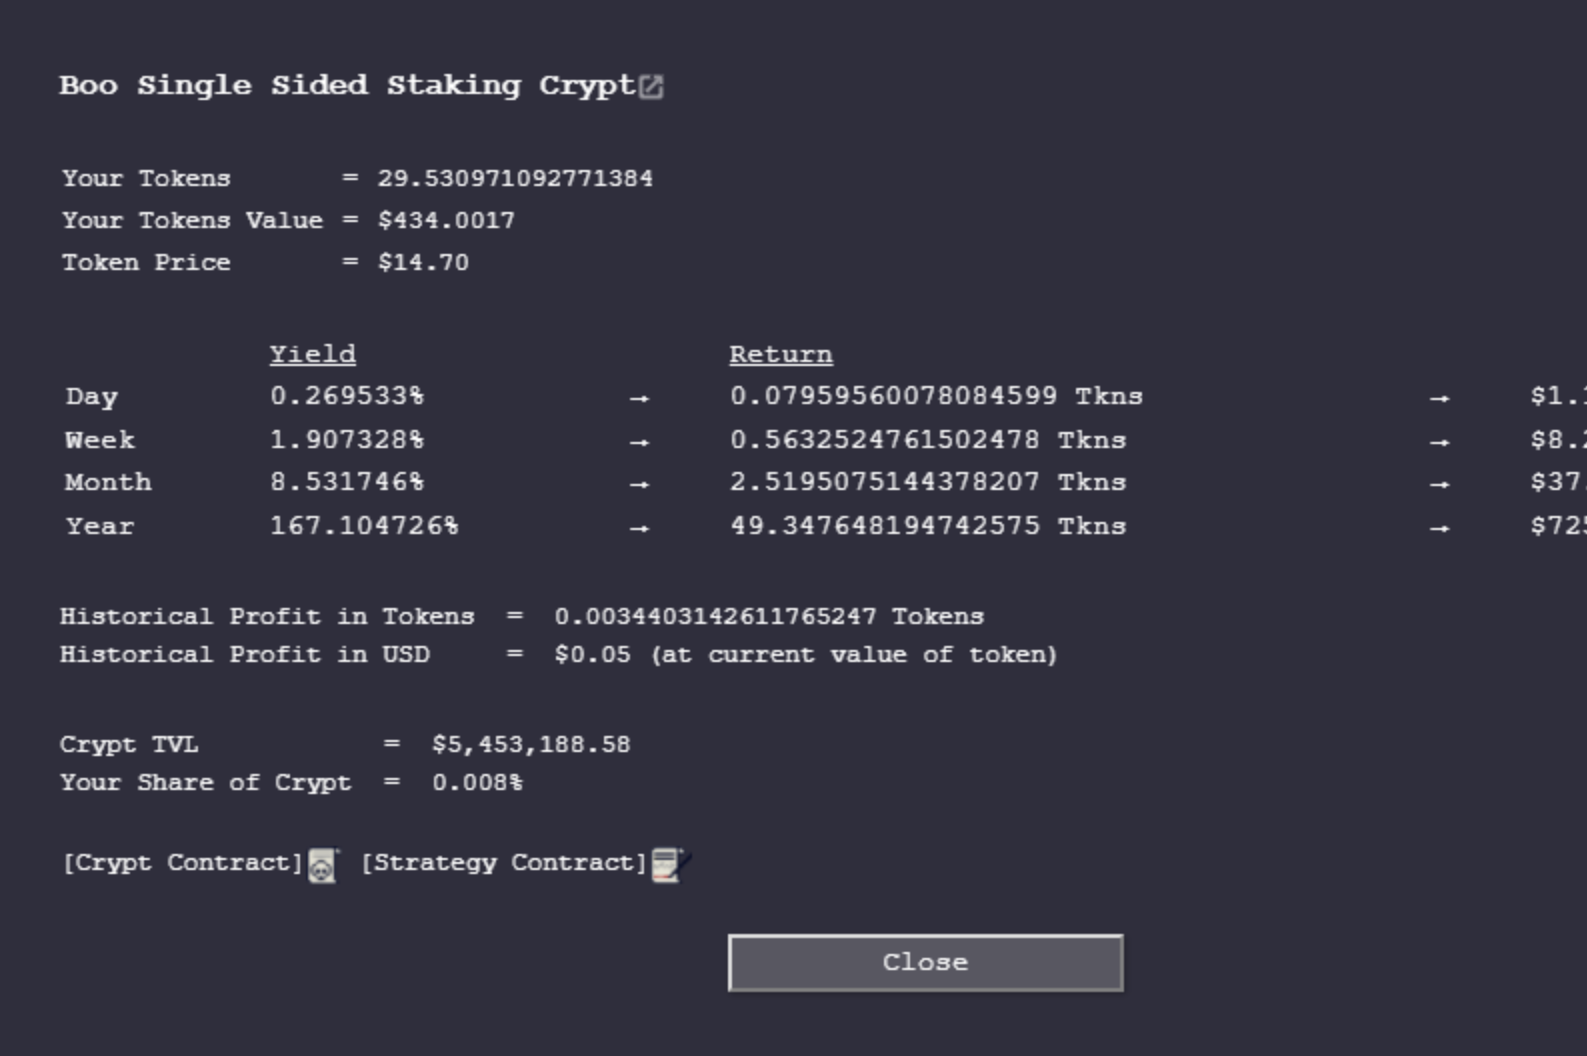 Boo Single Sided Staking Crypt
Your Tokens = 29.530971092771384
Your Tokens Value = $434.0017
Token Price = $14.70
Yield Return
Day 0.269533% → 0.07959560078084599 Tkns → $1.
Week 1.907328% → 0.5632524761502478 Tkns → $8.
Month 8.531746% → 2.5195075144378207 Tkns → $37.
Year 167.104726% → 49.347648194742575 Tkns → $72
Historical Profit in Tokens = 0.0034403142611765247 Tokens
Historical Profit in USD = $0.05 (at current value of token)
Crypt TVL = $5,453,188.58
Your Share of Crypt = 0.008%
[Crypt Contract] [Strategy Contract]
Close